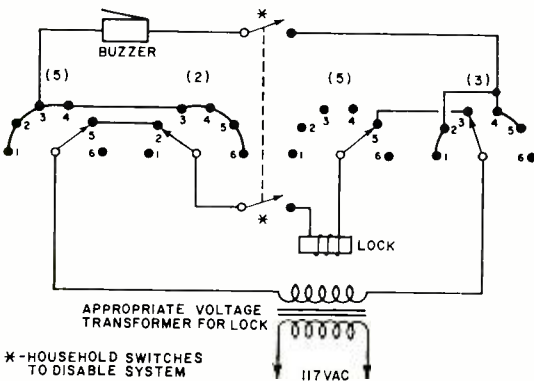 *
BUZZER
(5) (2) (5) (3)
1 2 3 4 5 6 1 2 3 4 5 6 1 2 3 4 5 6 1 2 3 4 5 6
*
LOCK
APPROPRIATE VOLTAGE
TRANSFORMER FOR LOCK
*-HOUSEHOLD SWITCHES
TO DISABLE SYSTEM
117VAC